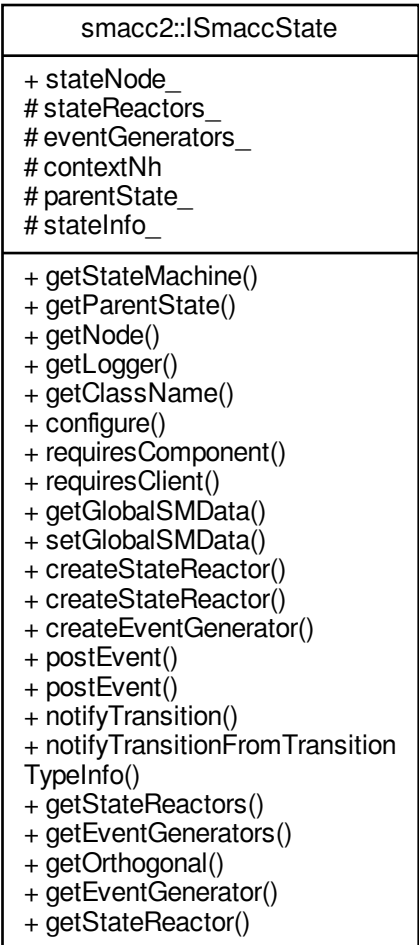 smacc2::ISmaccState
+ stateNode_
# stateReactors_
# eventGenerators_
# contextNh
# parentState_
# stateInfo_
+ getStateMachine()
+ getParentState()
+ getNode()
+ getLogger()
+ getClassName()
+ configure()
+ requiresComponent()
+ requiresClient()
+ getGlobalSMData()
+ setGlobalSMData()
+ createStateReactor()
+ createStateReactor()
+ createEventGenerator()
+ postEvent()
+ postEvent()
+ notifyTransition()
+ notifyTransitionFromTransition
TypeInfo()
+ getStateReactors()
+ getEventGenerators()
+ getOrthogonal()
+ getEventGenerator()
+ getStateReactor()